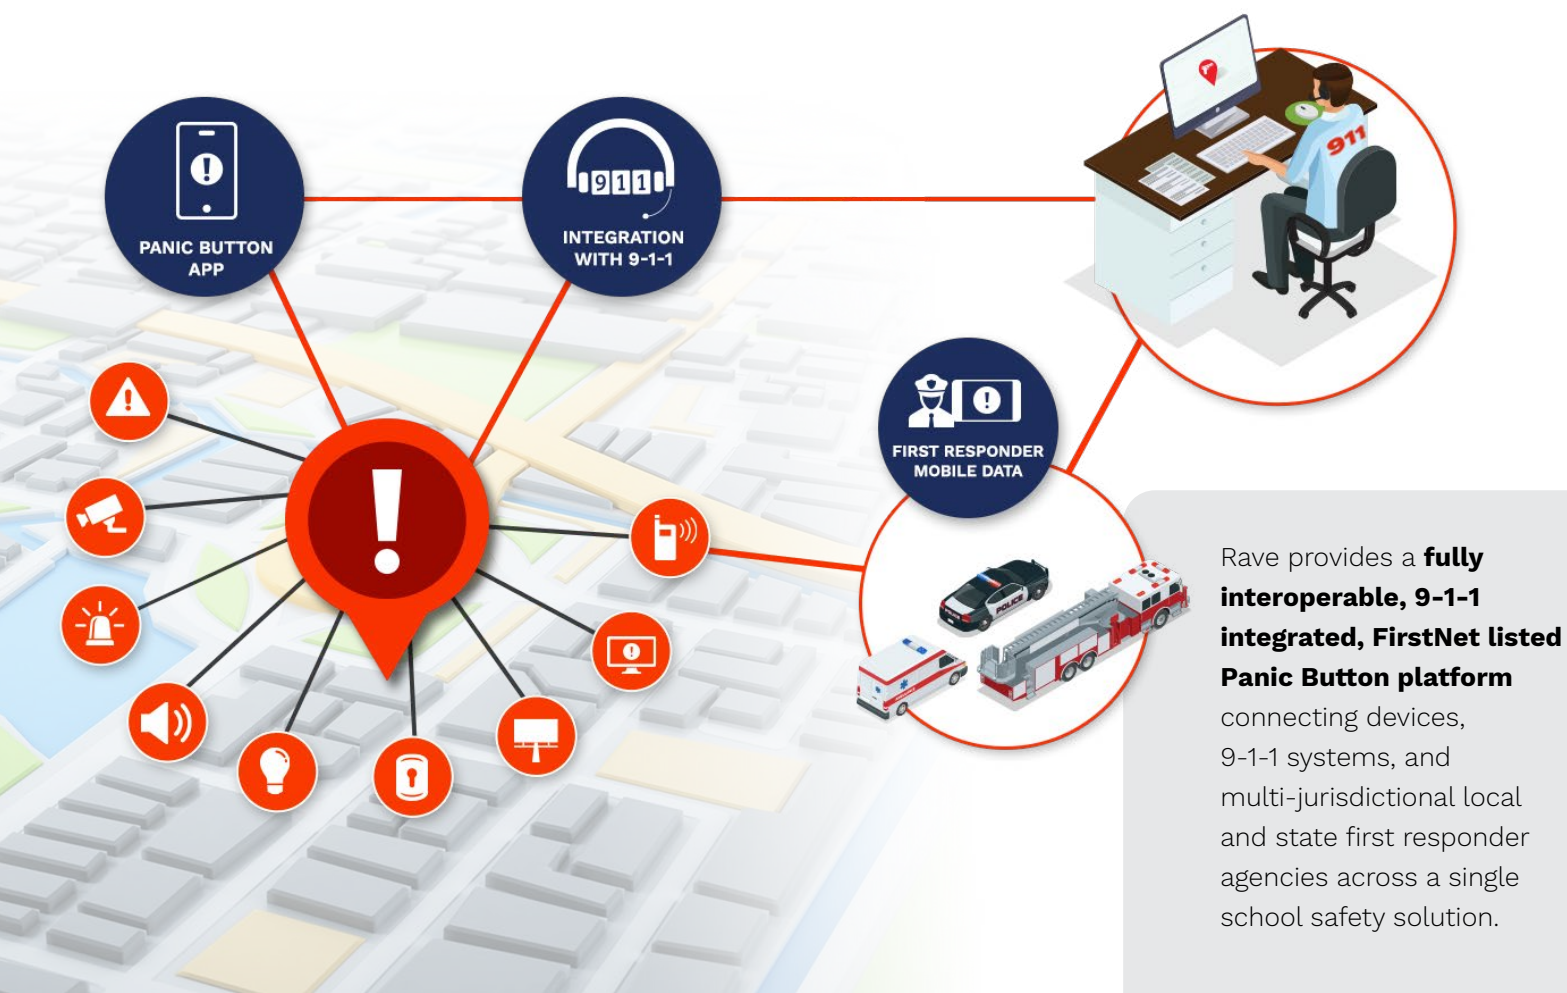 PANIC BUTTON
APP
911
INTEGRATION
WITH 9-1-1
911
FIRST RESPONDER
MOBILE DATA
POLICE
Rave provides a fully
interoperable, 9-1-1
integrated, FirstNet listed
Panic Button platform
connecting devices,
9-1-1 systems, and
multi-jurisdictional local
and state first responder
agencies across a single
school safety solution.